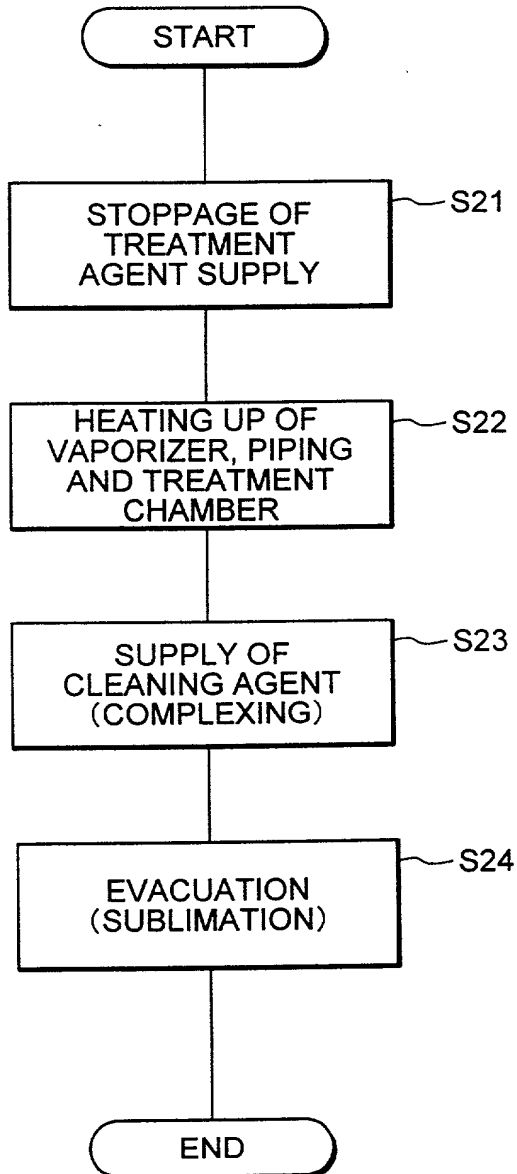 START
STOPPAGE OF
TREATMENT
AGENT SUPPLY
S21
HEATING UP OF
VAPORIZER, PIPING
AND TREATMENT
CHAMBER
S22
SUPPLY OF
CLEANING AGENT
(COMPLEXING)
S23
EVACUATION
(SUBLIMATION)
S24
END